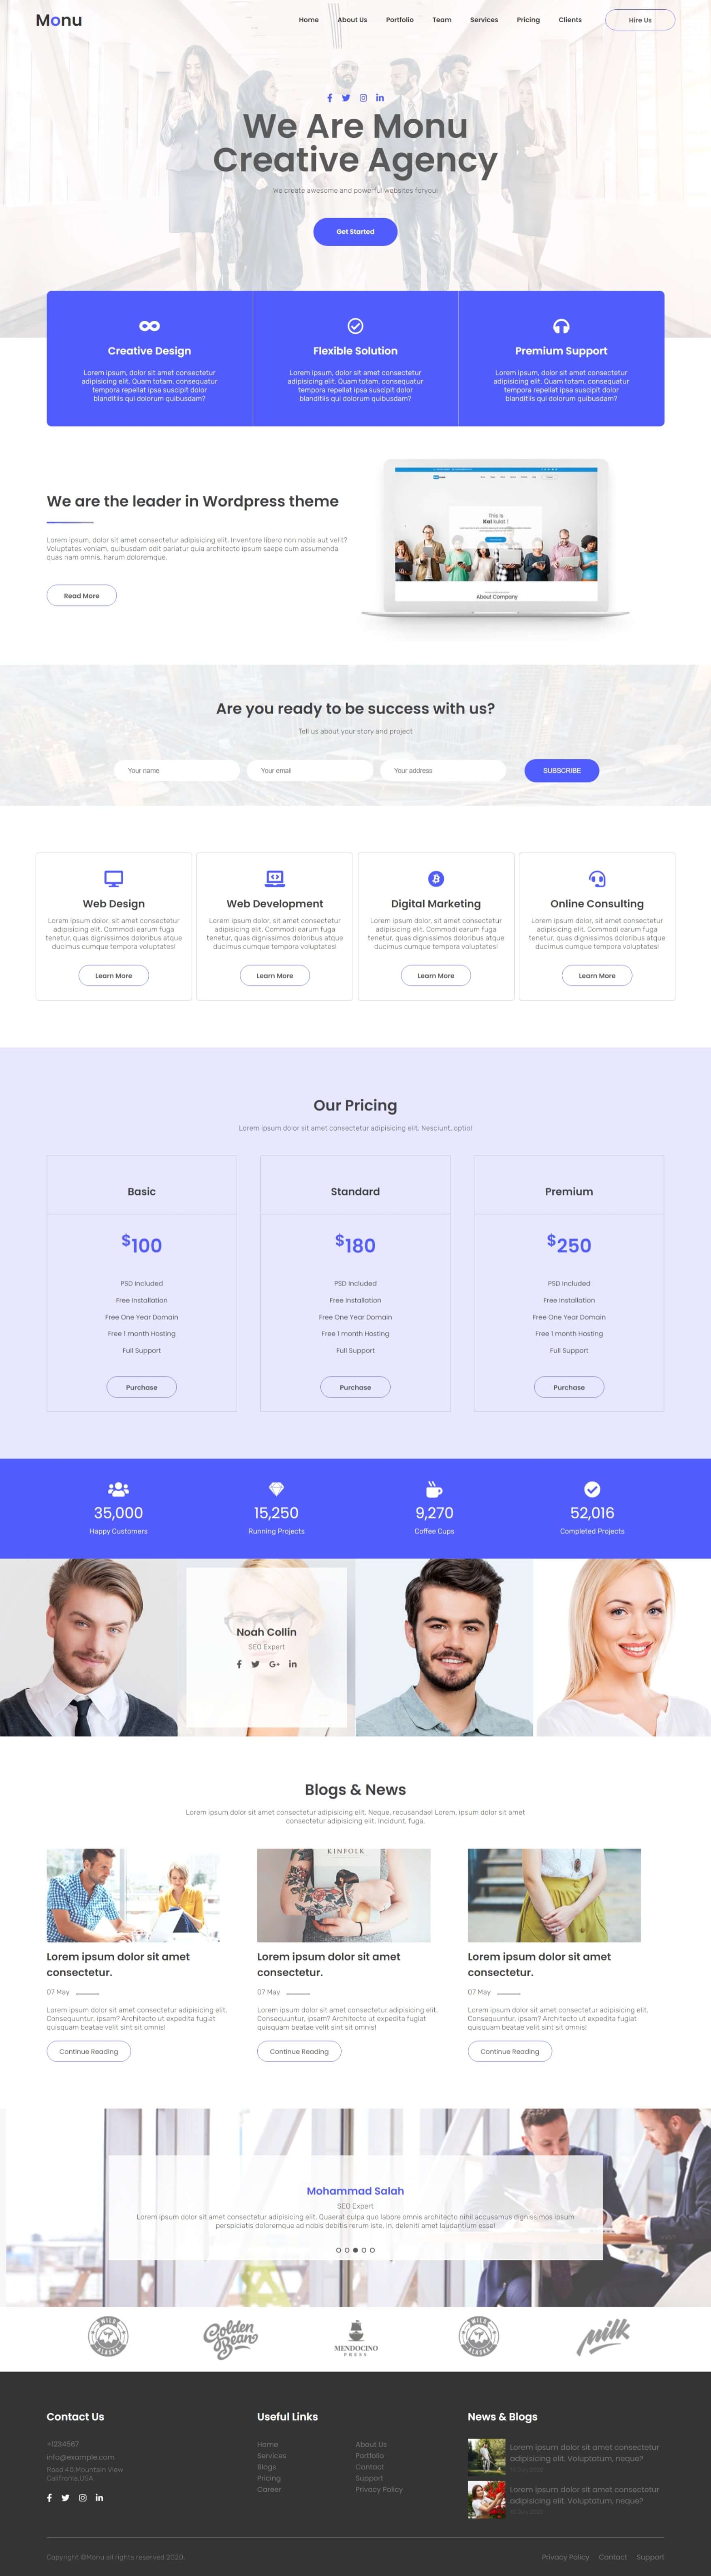 Monu
Home About Us Portfolio Team Services Pricing Clients Hire Us
We Are Monu
Creative Agency
We create awesome and powerful websites foryou!
Get Started
Creative Design
Lorem ipsum, dolor sit amet consectetur
adipisicing elit. Quam totam, consequatur
tempora repellat ipsa suscipit dolor
blanditiis qui dolorum quibusdam?
Flexible Solution
Lorem ipsum, dolor sit amet consectetur
adipisicing elit. Quam totam, consequatur
tempora repellat ipsa suscipit dolor
blanditiis qui dolorum quibusdam?
Premium Support
Lorem ipsum, dolor sit amet consectetur
adipisicing elit. Quam totam, consequatur
tempora repellat ipsa suscipit dolor
blanditiis qui dolorum quibusdam?
We are the leader in Wordpress theme
Lorem ipsum, dolor sit amet consectetur adipisicing elit. Inventore libero non nobis aut velit?
Voluptates veniam, quibusdam odit pariatur quia architecto ipsum saepe cum assumenda
quas nam omnis, harum doloremque.
Read More
This is
Kat kutat !
About Company
Are you ready to be success with us?
Tell us about your story and project
Your name Your email Your address SUBSCRIBE
Web Design
Lorem ipsum dolor, sit amet consectetur
adipisicing elit. Commodi earum fuga
tenetur, quas dignissimos doloribus atque
ducimus cumque tempora voluptates!
Learn More
Web Development
Lorem ipsum dolor, sit amet consectetur
adipisicing elit. Commodi earum fuga
tenetur, quas dignissimos doloribus atque
ducimus cumque tempora voluptates!
Learn More
Digital Marketing
Lorem ipsum dolor, sit amet consectetur
adipisicing elit. Commodi earum fuga
tenetur, quas dignissimos doloribus atque
ducimus cumque tempora voluptates!
Learn More
Online Consulting
Lorem ipsum dolor, sit amet consectetur
adipisicing elit. Commodi earum fuga
tenetur, quas dignissimos doloribus atque
ducimus cumque tempora voluptates!
Learn More
Our Pricing
Lorem ipsum dolor sit amet consectetur adipisicing elit. Nesciunt, optio!
Basic
$100
PSD Included
Free Installation
Free One Year Domain
Free 1 month Hosting
Full Support
Purchase
Standard
$180
PSD Included
Free Installation
Free One Year Domain
Free 1 month Hosting
Full Support
Purchase
Premium
$250
PSD Included
Free Installation
Free One Year Domain
Free 1 month Hosting
Full Support
Purchase
35,000
Happy Customers
15,250
Running Projects
9,270
Coffee Cups
52,016
Completed Projects
Noah Collin
SEO Expert
Blogs & News
Lorem ipsum dolor sit amet consectetur adipisicing elit. Neque, recusandae! Lorem, ipsum dolor sit amet
consectetur adipisicing elit. Incidunt, fuga.
Lorem ipsum dolor sit amet
consectetur.
07 May
Lorem ipsum dolor sit amet consectetur adipisicing elit.
Consequuntur, ipsam? Architecto ut expedita fugiat
quisquam beatae velit sint sit omnis!
Continue Reading
KINFOLK
Lorem ipsum dolor sit amet
consectetur.
07 May
Lorem ipsum dolor sit amet consectetur adipisicing elit.
Consequuntur, ipsam? Architecto ut expedita fugiat
quisquam beatae velit sint sit omnis!
Continue Reading
Lorem ipsum dolor sit amet
consectetur.
07 May
Lorem ipsum dolor sit amet consectetur adipisicing elit.
Consequuntur, ipsam? Architecto ut expedita fugiat
quisquam beatae velit sint sit omnis!
Continue Reading
Mohammad Salah
SEO Expert
Lorem ipsum dolor sit amet consectetur adipisicing elit. Quaerat culpa quo labore omnis architecto nihil accusamus dignissimos ipsum
perspiciatis doloremque ad nobis debitis rerum iste, in, deleniti amet laudantium esse!
WILD
ALASKA
Golden
Bean
MENDOCINO
PRESS
WILD
ALASKA
milk
Contact Us
+1234567
info@example.com
Road 40,Mountain View
Califronia,USA
Useful Links
Home
Services
Blogs
Pricing
Career
About Us
Portfolio
Contact
Support
Privacy Policy
News & Blogs
Lorem ipsum dolor sit amet consectetur
adipisicing elit. Voluptatum, neque?
Lorem ipsum dolor sit amet consectetur
adipisicing elit. Voluptatum, neque?
Copyright ©Monu all rights reserved 2020.
Privacy Policy Contact Support